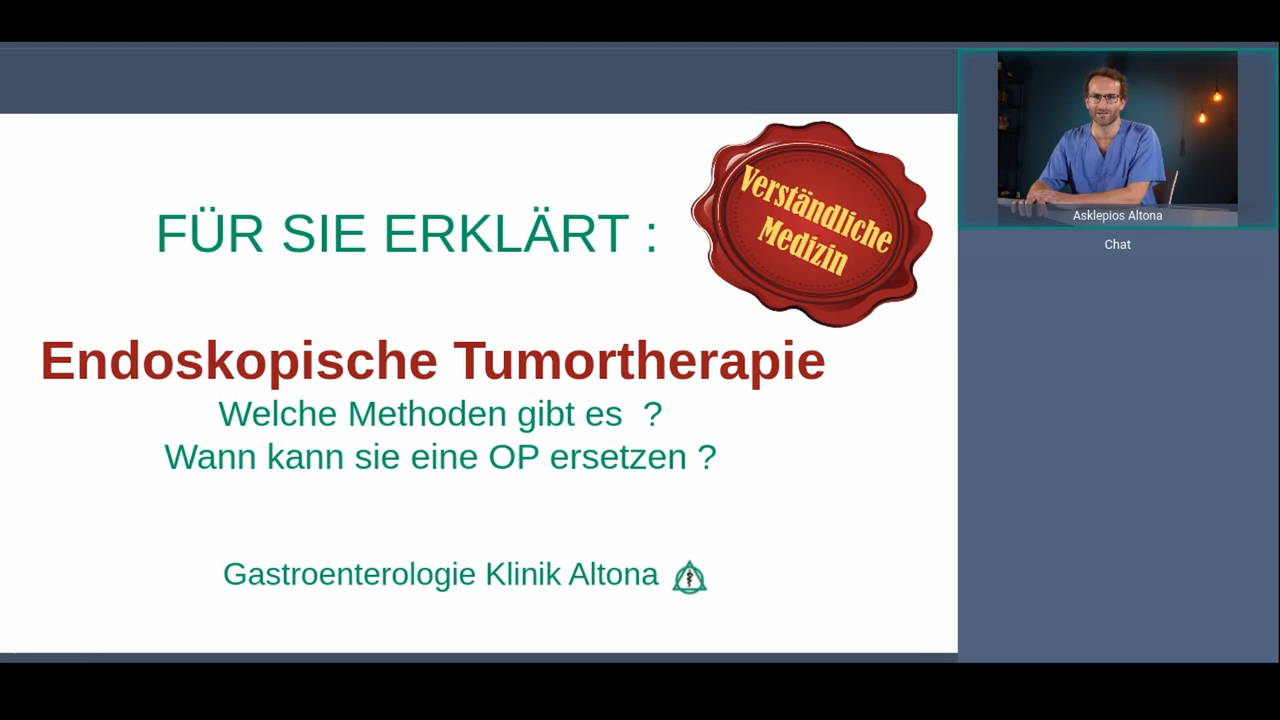 FÜR SIE ERKLÄRT :
Verständliche
Medizin
Endoskopische Tumortherapie
Welche Methoden gibt es ?
Wann kann sie eine OP ersetzen ?
Gastroenterologie Klinik Altona
Asklepios Altona
Chat